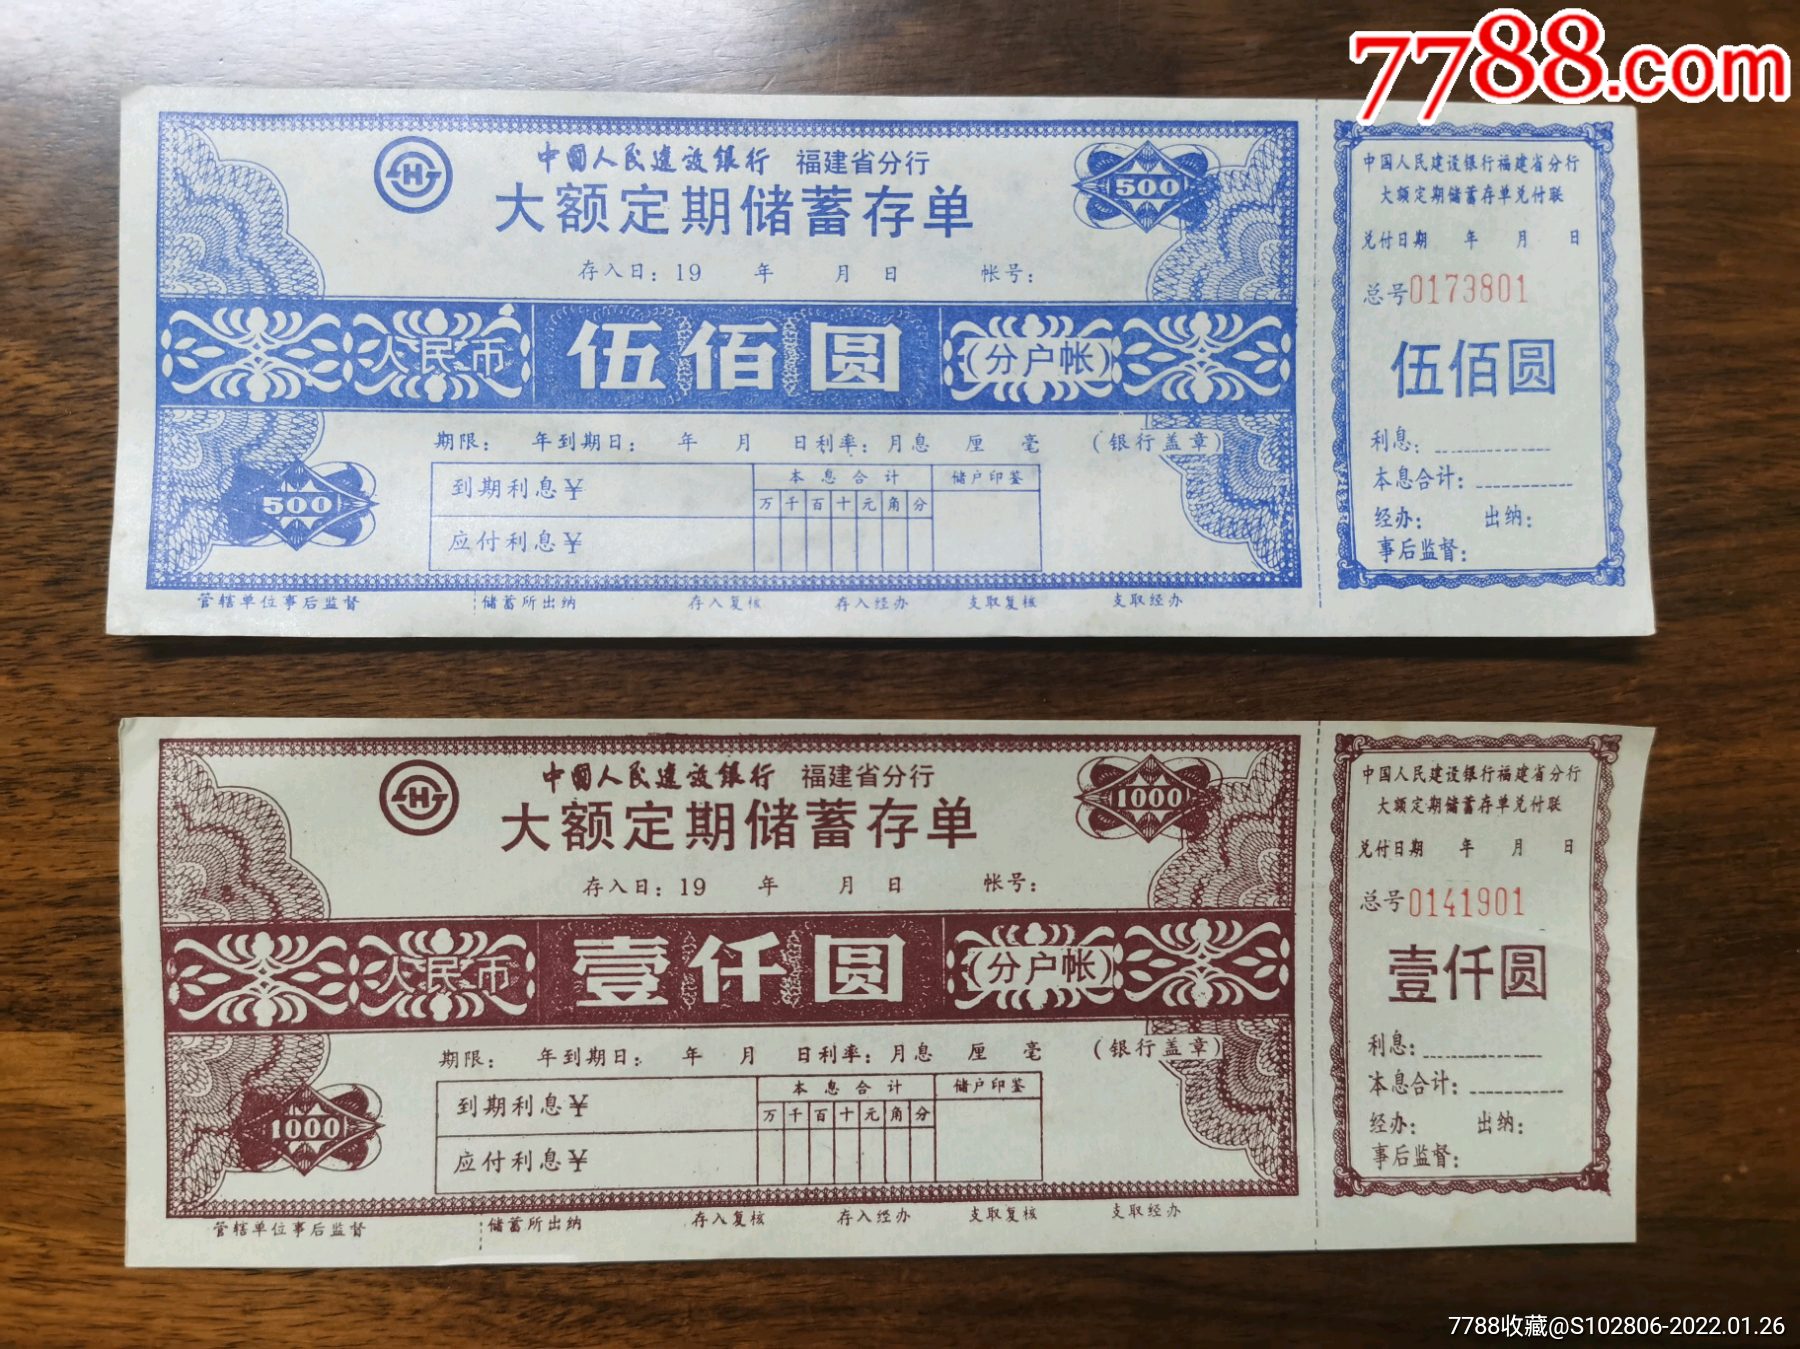 7788.com
中国人民建设银行 福建省分行
大额定期储蓄存单
500
存入日：19 年 月 日 帐号：
人民币 伍佰圆 （分户帐）
期限： 年到期日： 年 月 日利率：月息 厘 毫 （银行盖章）
500
到期利息￥
本息合计
储户印鉴
万千百十元角分
应付利息￥
管辖单位事后监督 储蓄所出纳 存入复核 存入经办 支取复核 支取经办
中国人民建设银行福建省分行
大额定期储蓄存单兑付联
兑付日期 年 月 日
总号0173801
伍佰圆
利息：
本息合计：
经办： 出纳：
事后监督：
H
中国人民建设银行 福建省分行
大额定期储蓄存单
1000
存入日：19 年 月 日 帐号：
人民币 壹仟圆 （分户帐）
期限： 年到期日： 年 月 日利率：月息 厘 毫 （银行盖章）
1000
到期利息￥
本息合计
储户印鉴
万千百十元角分
应付利息￥
管辖单位事后监督 储蓄所出纳 存入复核 存入经办 支取复核 支取经办
中国人民建设银行福建省分行
大额定期储蓄存单兑付联
兑付日期 年 月 日
总号0141901
壹仟圆
利息：
本息合计：
经办： 出纳：
事后监督：
7788收藏@S102806-2022.01.26